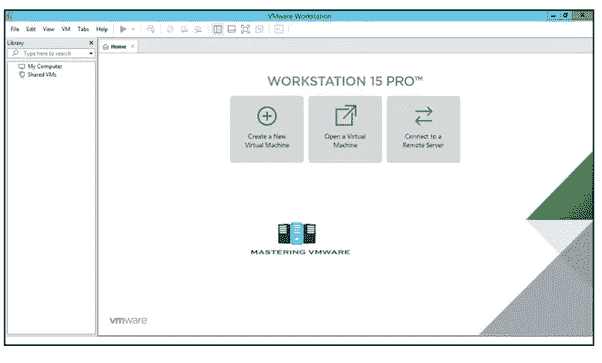 VMware Workstation
File Edit View VM Tabs Help
Library
Type here to search
My Computer
Shared VMs
Home
WORKSTATION 15 PRO™
Create a New
Virtual Machine
Open a Virtual
Machine
Connect to a
Remote Server
MASTERING VMWARE
vmware